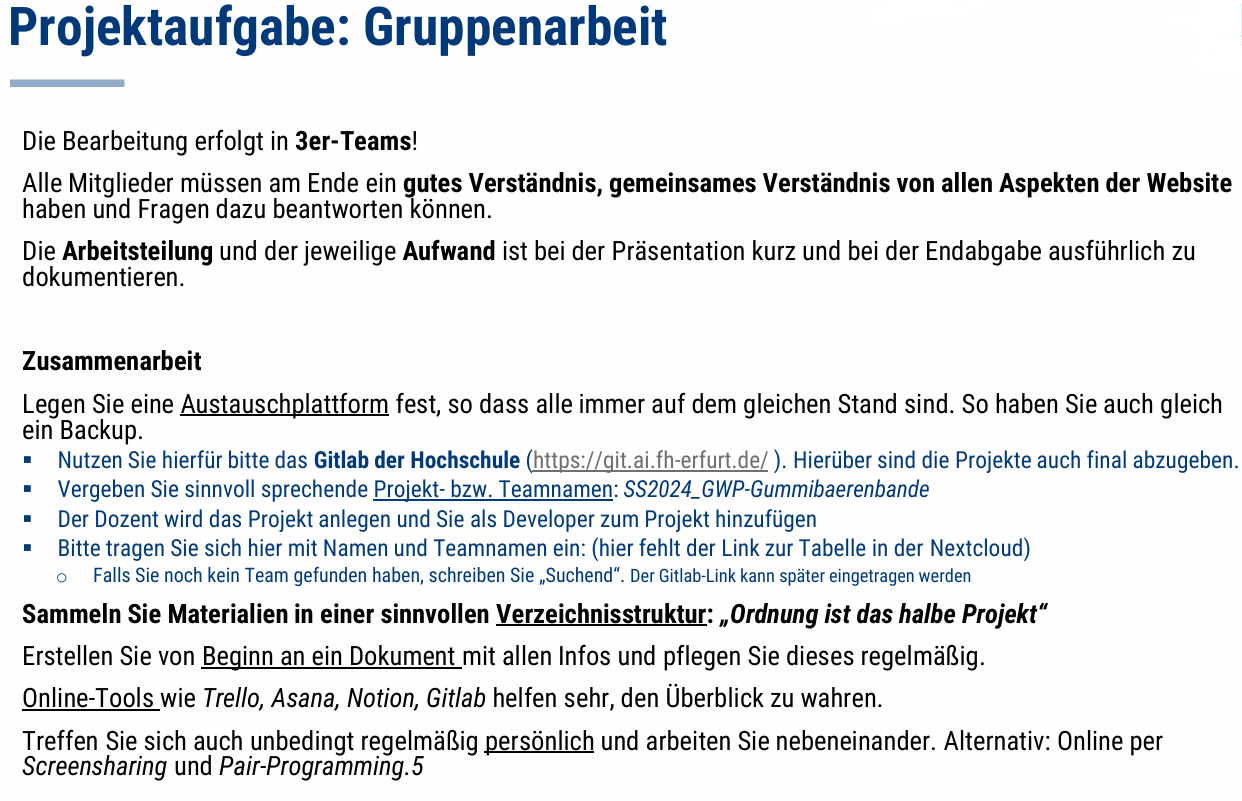 Projektaufgabe: Gruppenarbeit
Die Bearbeitung erfolgt in 3er-Teams!
Alle Mitglieder müssen am Ende ein gutes Verständnis, gemeinsames Verständnis von allen Aspekten der Website
haben und Fragen dazu beantworten können.
Die Arbeitsteilung und der jeweilige Aufwand ist bei der Präsentation kurz und bei der Endabgabe ausführlich zu
dokumentieren.
Zusammenarbeit
Legen Sie eine Austauschplattform fest, so dass alle immer auf dem gleichen Stand sind. So haben Sie auch gleich
ein Backup.
▪ Nutzen Sie hierfür bitte das Gitlab der Hochschule (https://git.ai.fh-erfurt.de/ ). Hierüber sind die Projekte auch final abzugeben.
▪ Vergeben Sie sinnvoll sprechende Projekt- bzw. Teamnamen: SS2024_GWP-Gummibaerenbande
▪ Der Dozent wird das Projekt anlegen und Sie als Developer zum Projekt hinzufügen
▪ Bitte tragen Sie sich hier mit Namen und Teamnamen ein: (hier fehlt der Link zur Tabelle in der Nextcloud)
○ Falls Sie noch kein Team gefunden haben, schreiben Sie „Suchend“. Der Gitlab-Link kann später eingetragen werden
Sammeln Sie Materialien in einer sinnvollen Verzeichnisstruktur: „Ordnung ist das halbe Projekt“
Erstellen Sie von Beginn an ein Dokument mit allen Infos und pflegen Sie dieses regelmäßig.
Online-Tools wie Trello, Asana, Notion, Gitlab helfen sehr, den Überblick zu wahren.
Treffen Sie sich auch unbedingt regelmäßig persönlich und arbeiten Sie nebeneinander. Alternativ: Online per
Screensharing und Pair-Programming.5